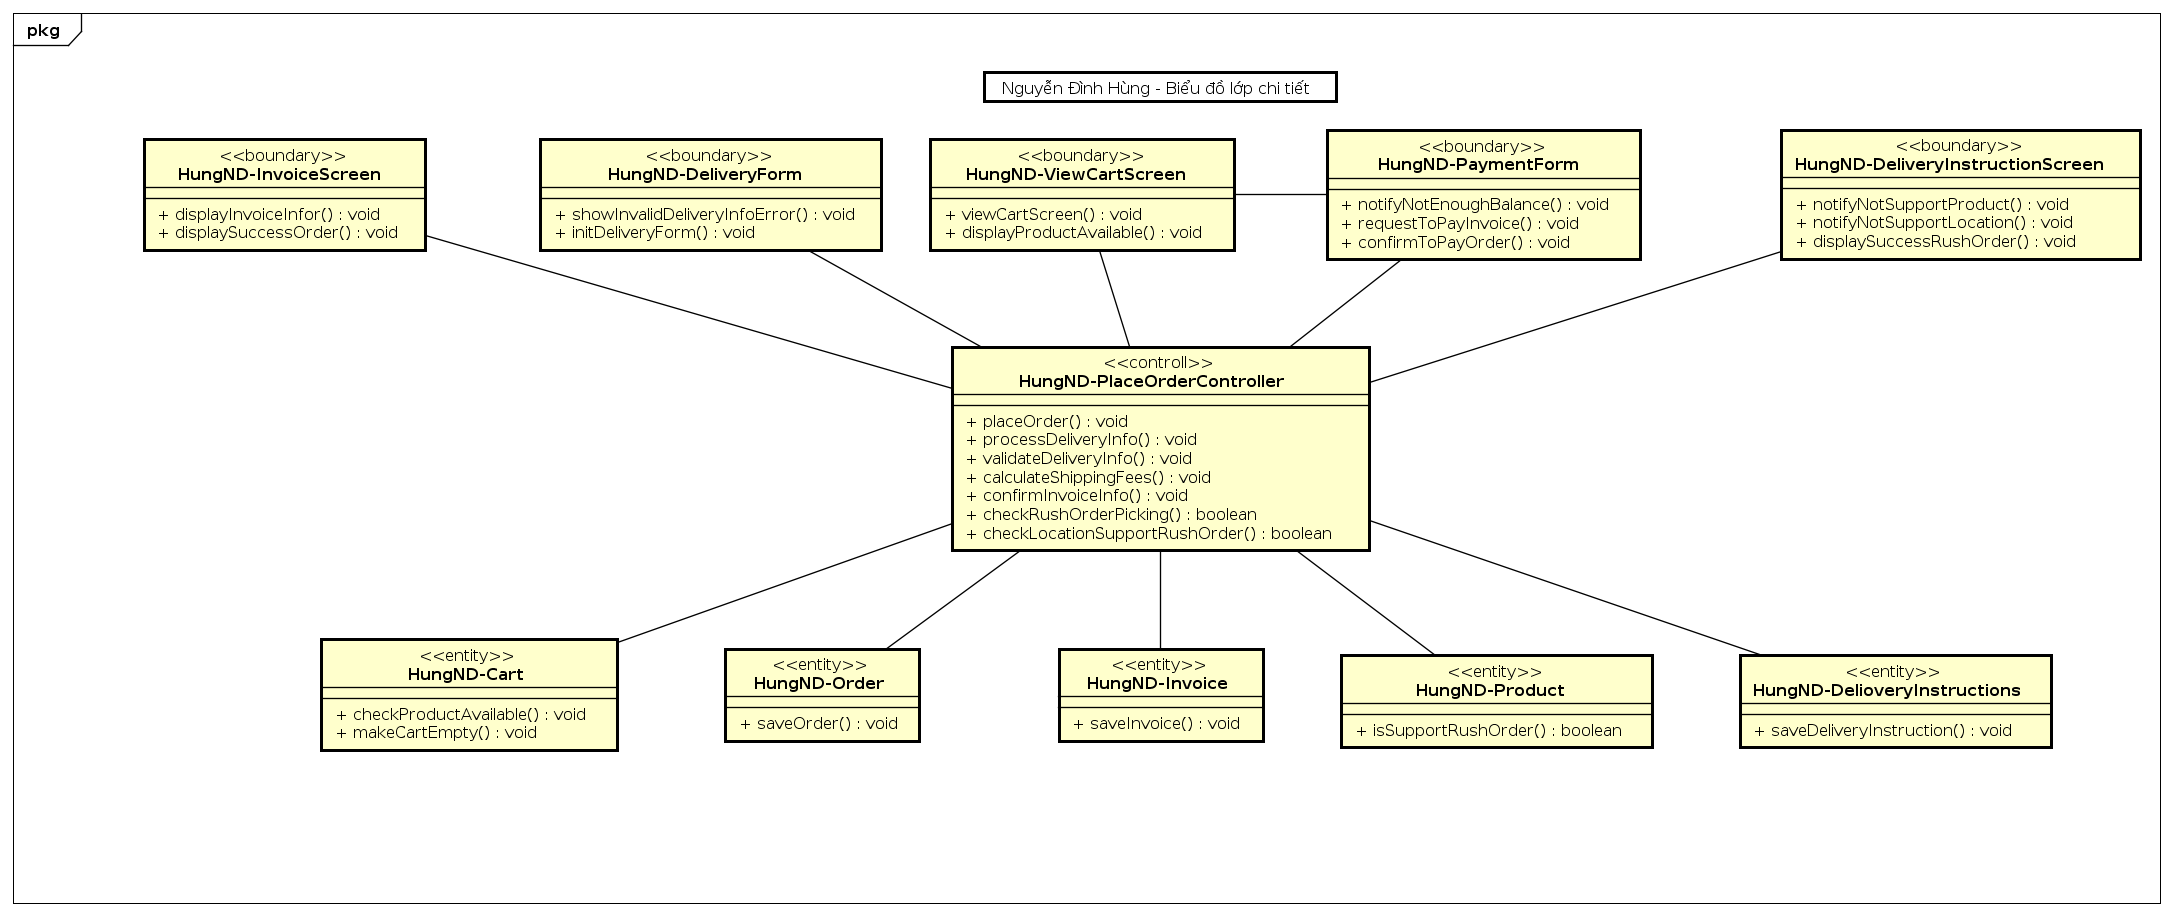 pkg
Nguyễn Đình Hùng - Biểu đồ lớp chi tiết
<<boundary>>
HungND-InvoiceScreen
+ displayInvoiceInfor() : void
+ displaySuccessOrder() : void
<<boundary>>
HungND-DeliveryForm
+ showInvalidDeliveryInfoError() : void
+ initDeliveryForm() : void
<<boundary>>
HungND-ViewCartScreen
+ viewCartScreen() : void
+ displayProductAvailable() : void
<<boundary>>
HungND-PaymentForm
+ notifyNotEnoughBalance() : void
+ requestToPayInvoice() : void
+ confirmToPayOrder() : void
<<boundary>>
HungND-DeliveryInstructionScreen
+ notifyNotSupportProduct() : void
+ notifyNotSupportLocation() : void
+ displaySuccessRushOrder() : void
<<controll>>
HungND-PlaceOrderController
+ placeOrder() : void
+ processDeliveryInfo() : void
+ validateDeliveryInfo() : void
+ calculateShippingFees() : void
+ confirmInvoiceInfo() : void
+ checkRushOrderPicking() : boolean
+ checkLocationSupportRushOrder() : boolean
<<entity>>
HungND-Cart
+ checkProductAvailable() : void
+ makeCartEmpty() : void
<<entity>>
HungND-Order
+ saveOrder() : void
<<entity>>
HungND-Invoice
+ saveInvoice() : void
<<entity>>
HungND-Product
+ isSupportRushOrder() : boolean
<<entity>>
HungND-DelioveryInstructions
+ saveDeliveryInstruction() : void